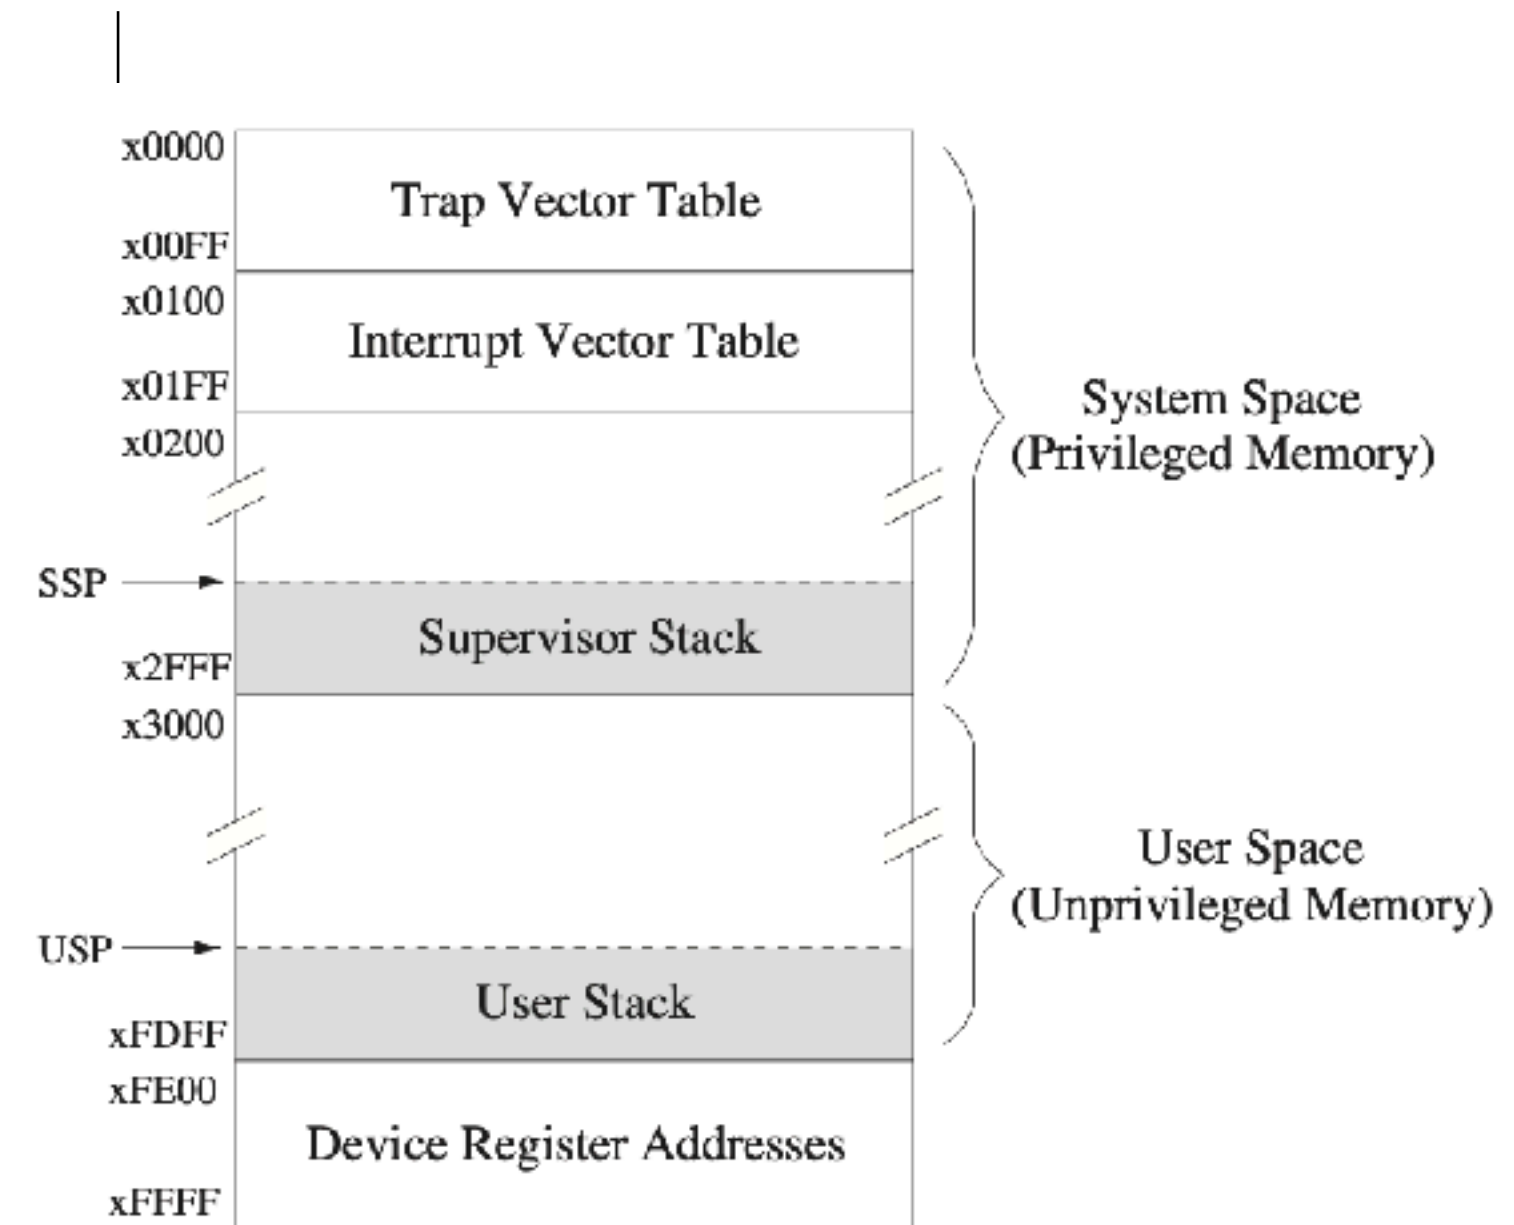 x0000
Trap Vector Table
x00FF
x0100
Interrupt Vector Table
x01FF
x0200
System Space
(Privileged Memory)
SSP
Supervisor Stack
x2FFF
x3000
User Space
(Unprivileged Memory)
USP
User Stack
xFDFF
xFE00
Device Register Addresses
xFFFF